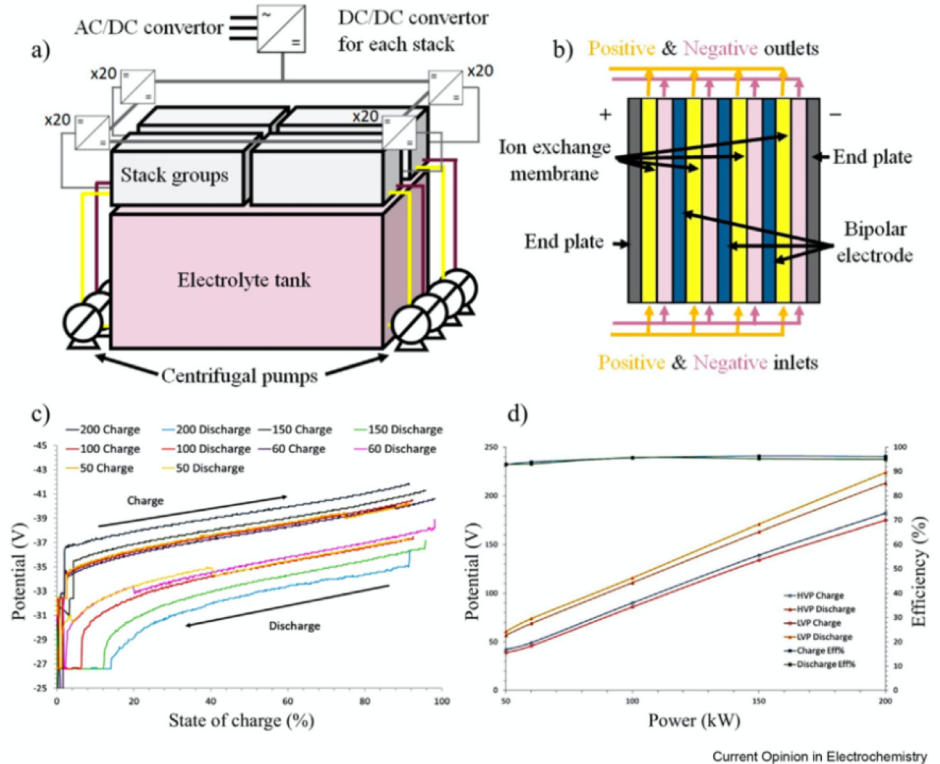 a)
AC/DC convertor
DC/DC convertor
for each stack
~
=
x20
x20
x20
x20
=
=
=
=
=
=
=
=
Stack groups
Electrolyte tank
Centrifugal pumps
b)
Positive & Negative outlets
+
−
Ion exchange
membrane
End plate
End plate
Bipolar
electrode
Positive & Negative inlets
c)
200 Charge
200 Discharge
150 Charge
150 Discharge
100 Charge
100 Discharge
60 Charge
60 Discharge
50 Charge
50 Discharge
-45
-43
-41
-39
-37
-35
-33
-31
-29
-27
-25
Potential (V)
Charge
Discharge
0
20
40
60
80
100
State of charge (%)
d)
250
200
150
100
50
0
Potential (V)
100
90
80
70
60
50
40
30
20
10
0
Efficiency (%)
HVP Charge
HVP Discharge
LVP Charge
LVP Discharge
Charge Eff%
Discharge Eff%
50
100
150
200
Power (kW)
Current Opinion in Electrochemistry